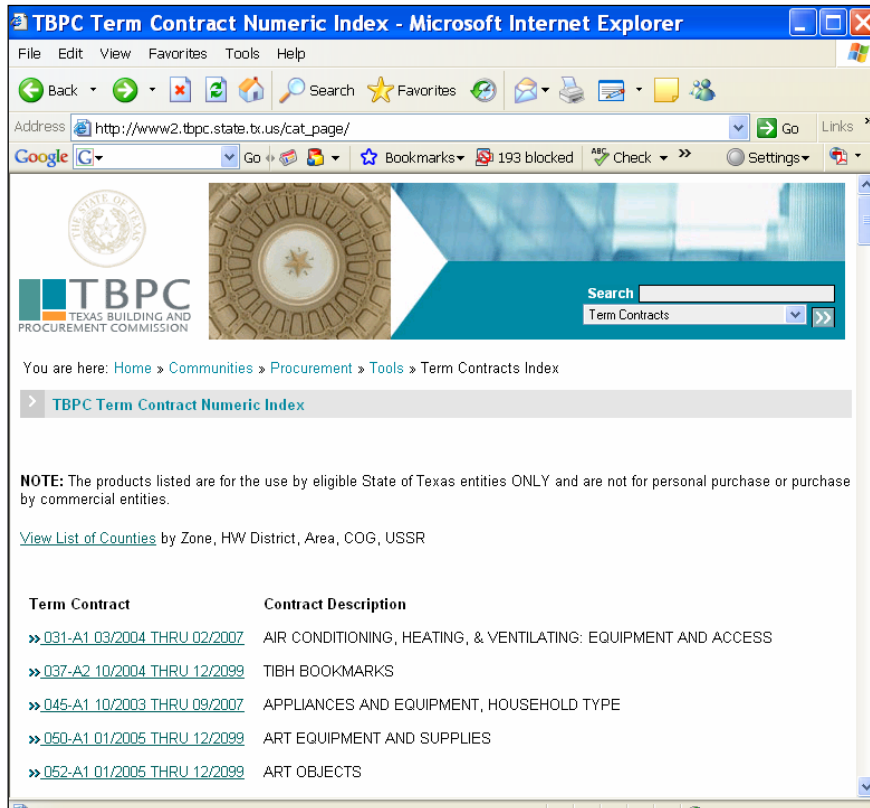 TBPC Term Contract Numeric Index - Microsoft Internet Explorer
File Edit View Favorites Tools Help
Back Search Favorites
Address http://www2.tbpc.state.tx.us/cat_page/ Go Links »
Google G Go Bookmarks 193 blocked ABC Check » Settings
THE STATE OF TEXAS
TBPC
TEXAS BUILDING AND
PROCUREMENT COMMISSION
Search
Term Contracts »
You are here: Home » Communities » Procurement » Tools » Term Contracts Index
> TBPC Term Contract Numeric Index
NOTE: The products listed are for the use by eligible State of Texas entities ONLY and are not for personal purchase or purchase
by commercial entities.
View List of Counties by Zone, HW District, Area, COG, USSR
Term Contract Contract Description
» 031-A1 03/2004 THRU 02/2007 AIR CONDITIONING, HEATING, & VENTILATING: EQUIPMENT AND ACCESS
» 037-A2 10/2004 THRU 12/2099 TIBH BOOKMARKS
» 045-A1 10/2003 THRU 09/2007 APPLIANCES AND EQUIPMENT, HOUSEHOLD TYPE
» 050-A1 01/2005 THRU 12/2099 ART EQUIPMENT AND SUPPLIES
» 052-A1 01/2005 THRU 12/2099 ART OBJECTS